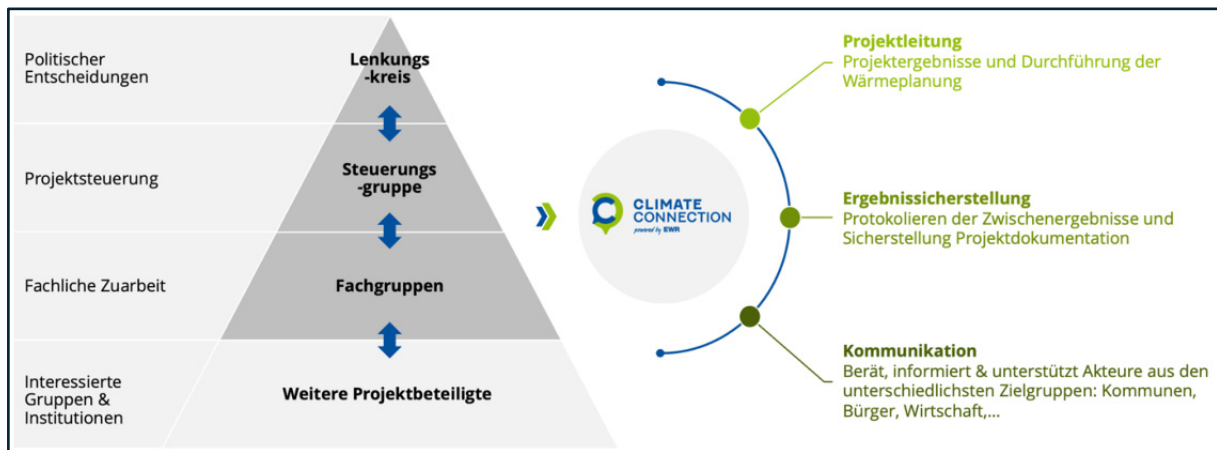 Politischer
Entscheidungen
Lenkungs
-kreis
Projektsteuerung
Steuerungs
-gruppe
Fachliche Zuarbeit
Fachgruppen
Interessierte
Gruppen &
Institutionen
Weitere Projektbeteiligte
CLIMATE
CONNECTION
powered by EWR
Projektleitung
Projektergebnisse und Durchführung der
Wärmeplanung
Ergebnissicherstellung
Protokolieren der Zwischenergebnisse und
Sicherstellung Projektdokumentation
Kommunikation
Berät, informiert & unterstützt Akteure aus den
unterschiedlichsten Zielgruppen: Kommunen,
Bürger, Wirtschaft,...